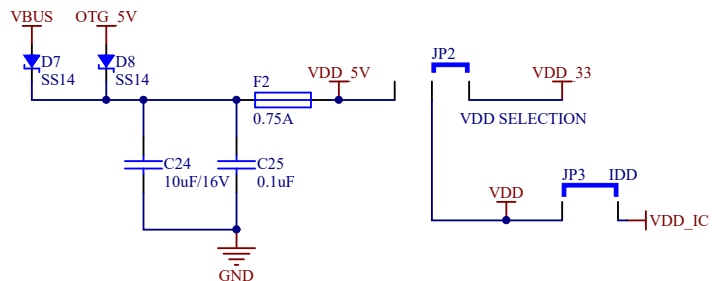 VBUS
OTG_5V
D7
SS14
D8
SS14
F2
0.75A
VDD_5V
JP2
VDD_33
VDD SELECTION
C24
10uF/16V
C25
0.1uF
GND
VDD
JP3
IDD
VDD_IC